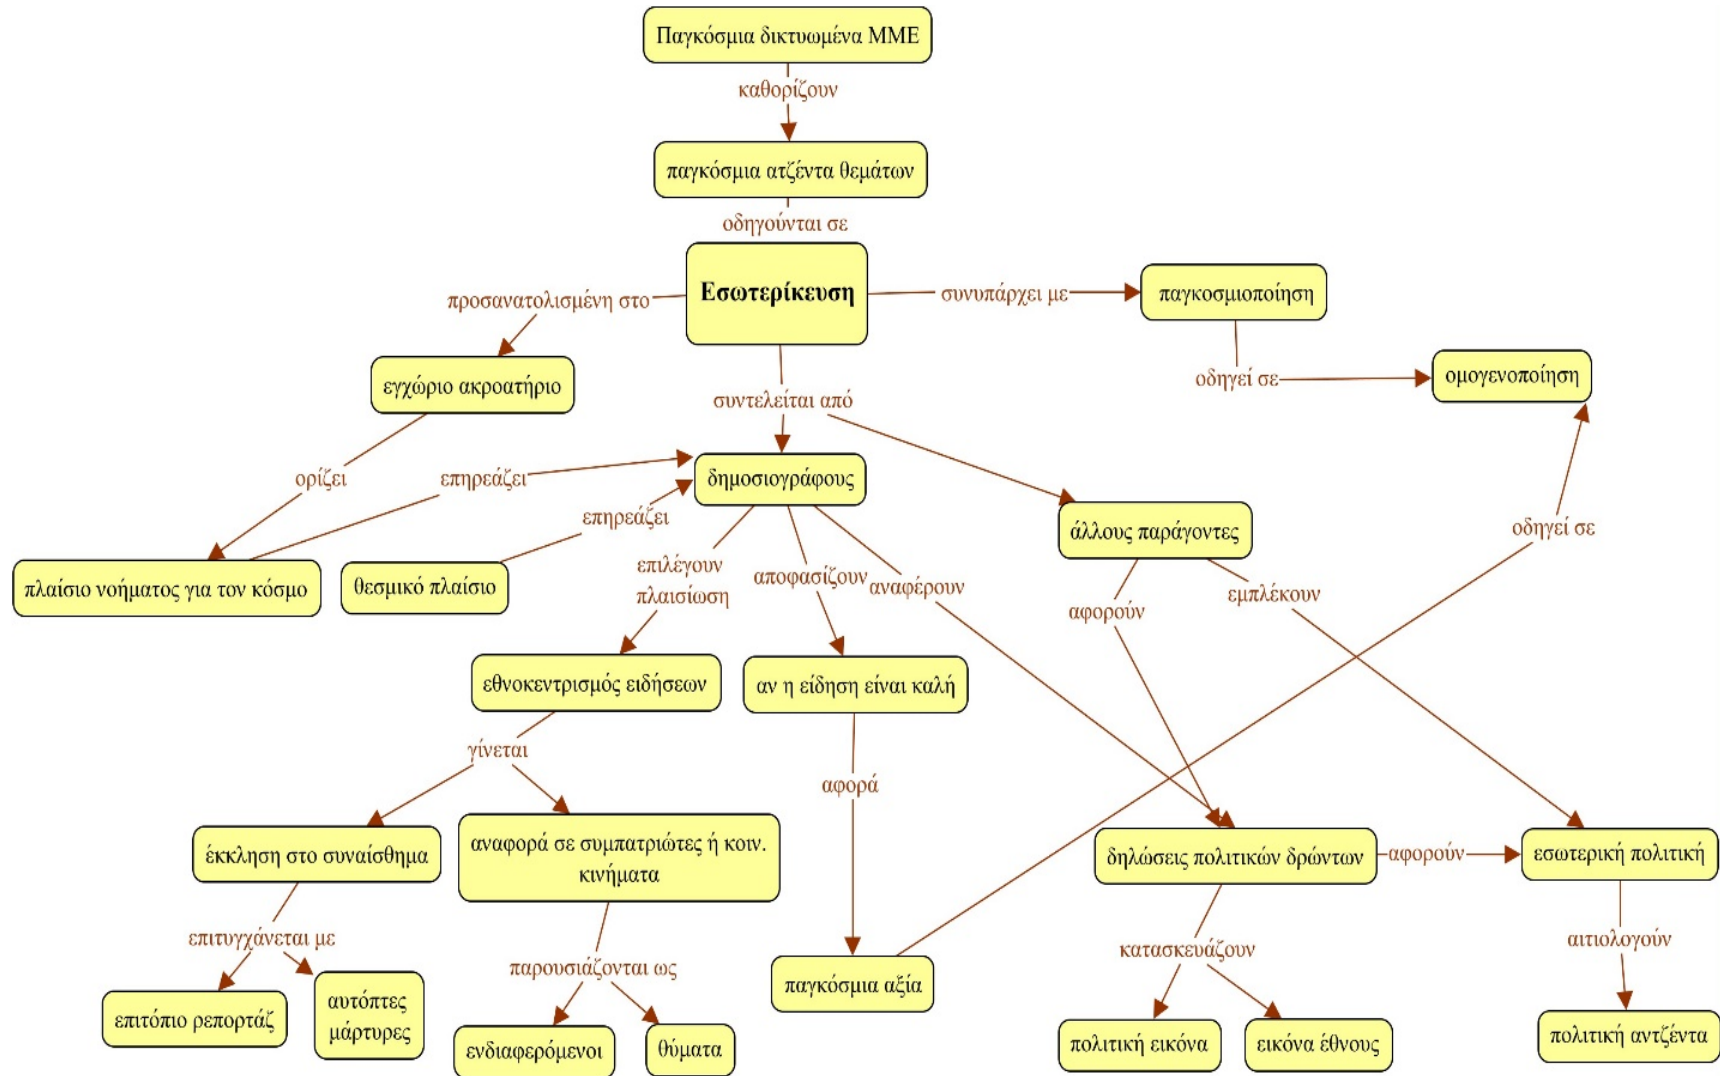 Παγκόσμια δικτυωμένα ΜΜΕ
καθορίζουν
παγκόσμια ατζέντα θεμάτων
οδηγούνται σε
Εσωτερίκευση
συνυπάρχει με
παγκοσμιοποίηση
προσανατολισμένη στο
εγχώριο ακροατήριο
οδηγεί σε
ομογενοποίηση
συντελείται από
ορίζει
επηρεάζει
δημοσιογράφους
επηρεάζει
άλλους παράγοντες
οδηγεί σε
πλαίσιο νοήματος για τον κόσμο
θεσμικό πλαίσιο
επιλέγουν
πλαισίωση
αποφασίζουν
αναφέρουν
αφορούν
εμπλέκουν
εθνοκεντρισμός ειδήσεων
αν η είδηση είναι καλή
γίνεται
αφορά
έκκληση στο συναίσθημα
αναφορά σε συμπατριώτες ή κοιν.
κινήματα
δηλώσεις πολιτικών δρώντων
αφορούν
εσωτερική πολιτική
επιτυγχάνεται με
παρουσιάζονται ως
παγκόσμια αξία
κατασκευάζουν
αιτιολογούν
επιτόπιο ρεπορτάζ
αυτόπτες
μάρτυρες
ενδιαφερόμενοι
θύματα
πολιτική εικόνα
εικόνα έθνους
πολιτική αντζέντα